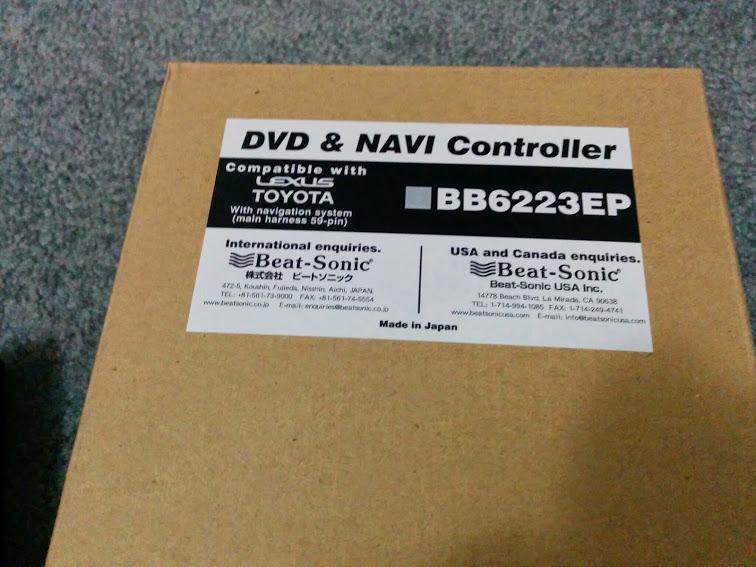 DVD & NAVI Controller
Compatible with
LEXUS
TOYOTA
With navigation system
(main harness 59-pin)
BB6223EP
International enquiries.
Beat-Sonic®
株式会社 ビートソニック
472-5, Koushin, Fujieda, Nisshin, Aichi, JAPAN.
TEL: +81-561-73-9000 FAX: +81-561-74-5554
www.beatsonic.co.jp E-mail: enquiries@beatsonic.co.jp
USA and Canada enquiries.
Beat-Sonic®
Beat-Sonic USA Inc.
14778 Beach Blvd. La Mirada, CA 90638
TEL: 1-714-994-1085 FAX: 1-714-249-4741
www.beatsonicusa.com E-mail: info@beatsonicusa.com
Made in Japan